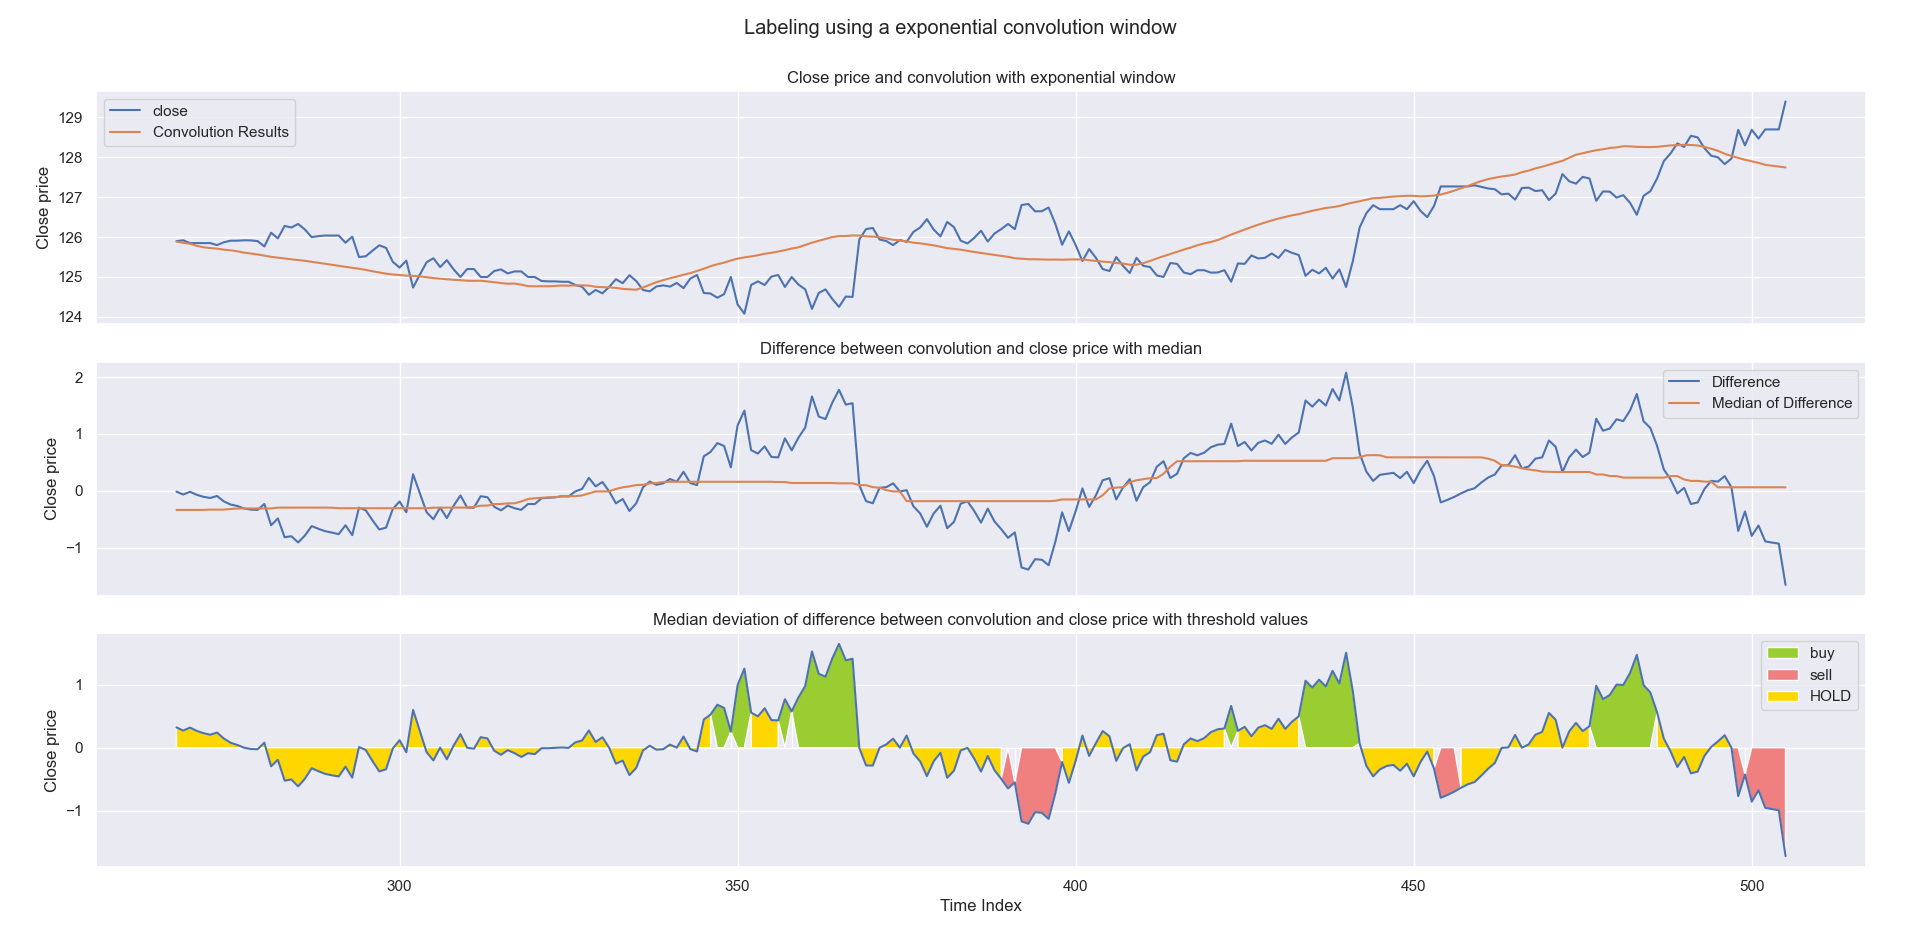 Labeling using a exponential convolution window
Close price and convolution with exponential window
close
Convolution Results
129
128
127
126
125
124
Close price
Difference between convolution and close price with median
Difference
Median of Difference
2
1
0
−1
Close price
Median deviation of difference between convolution and close price with threshold values
buy
sell
HOLD
1
0
−1
Close price
300 350 400 450 500
Time Index